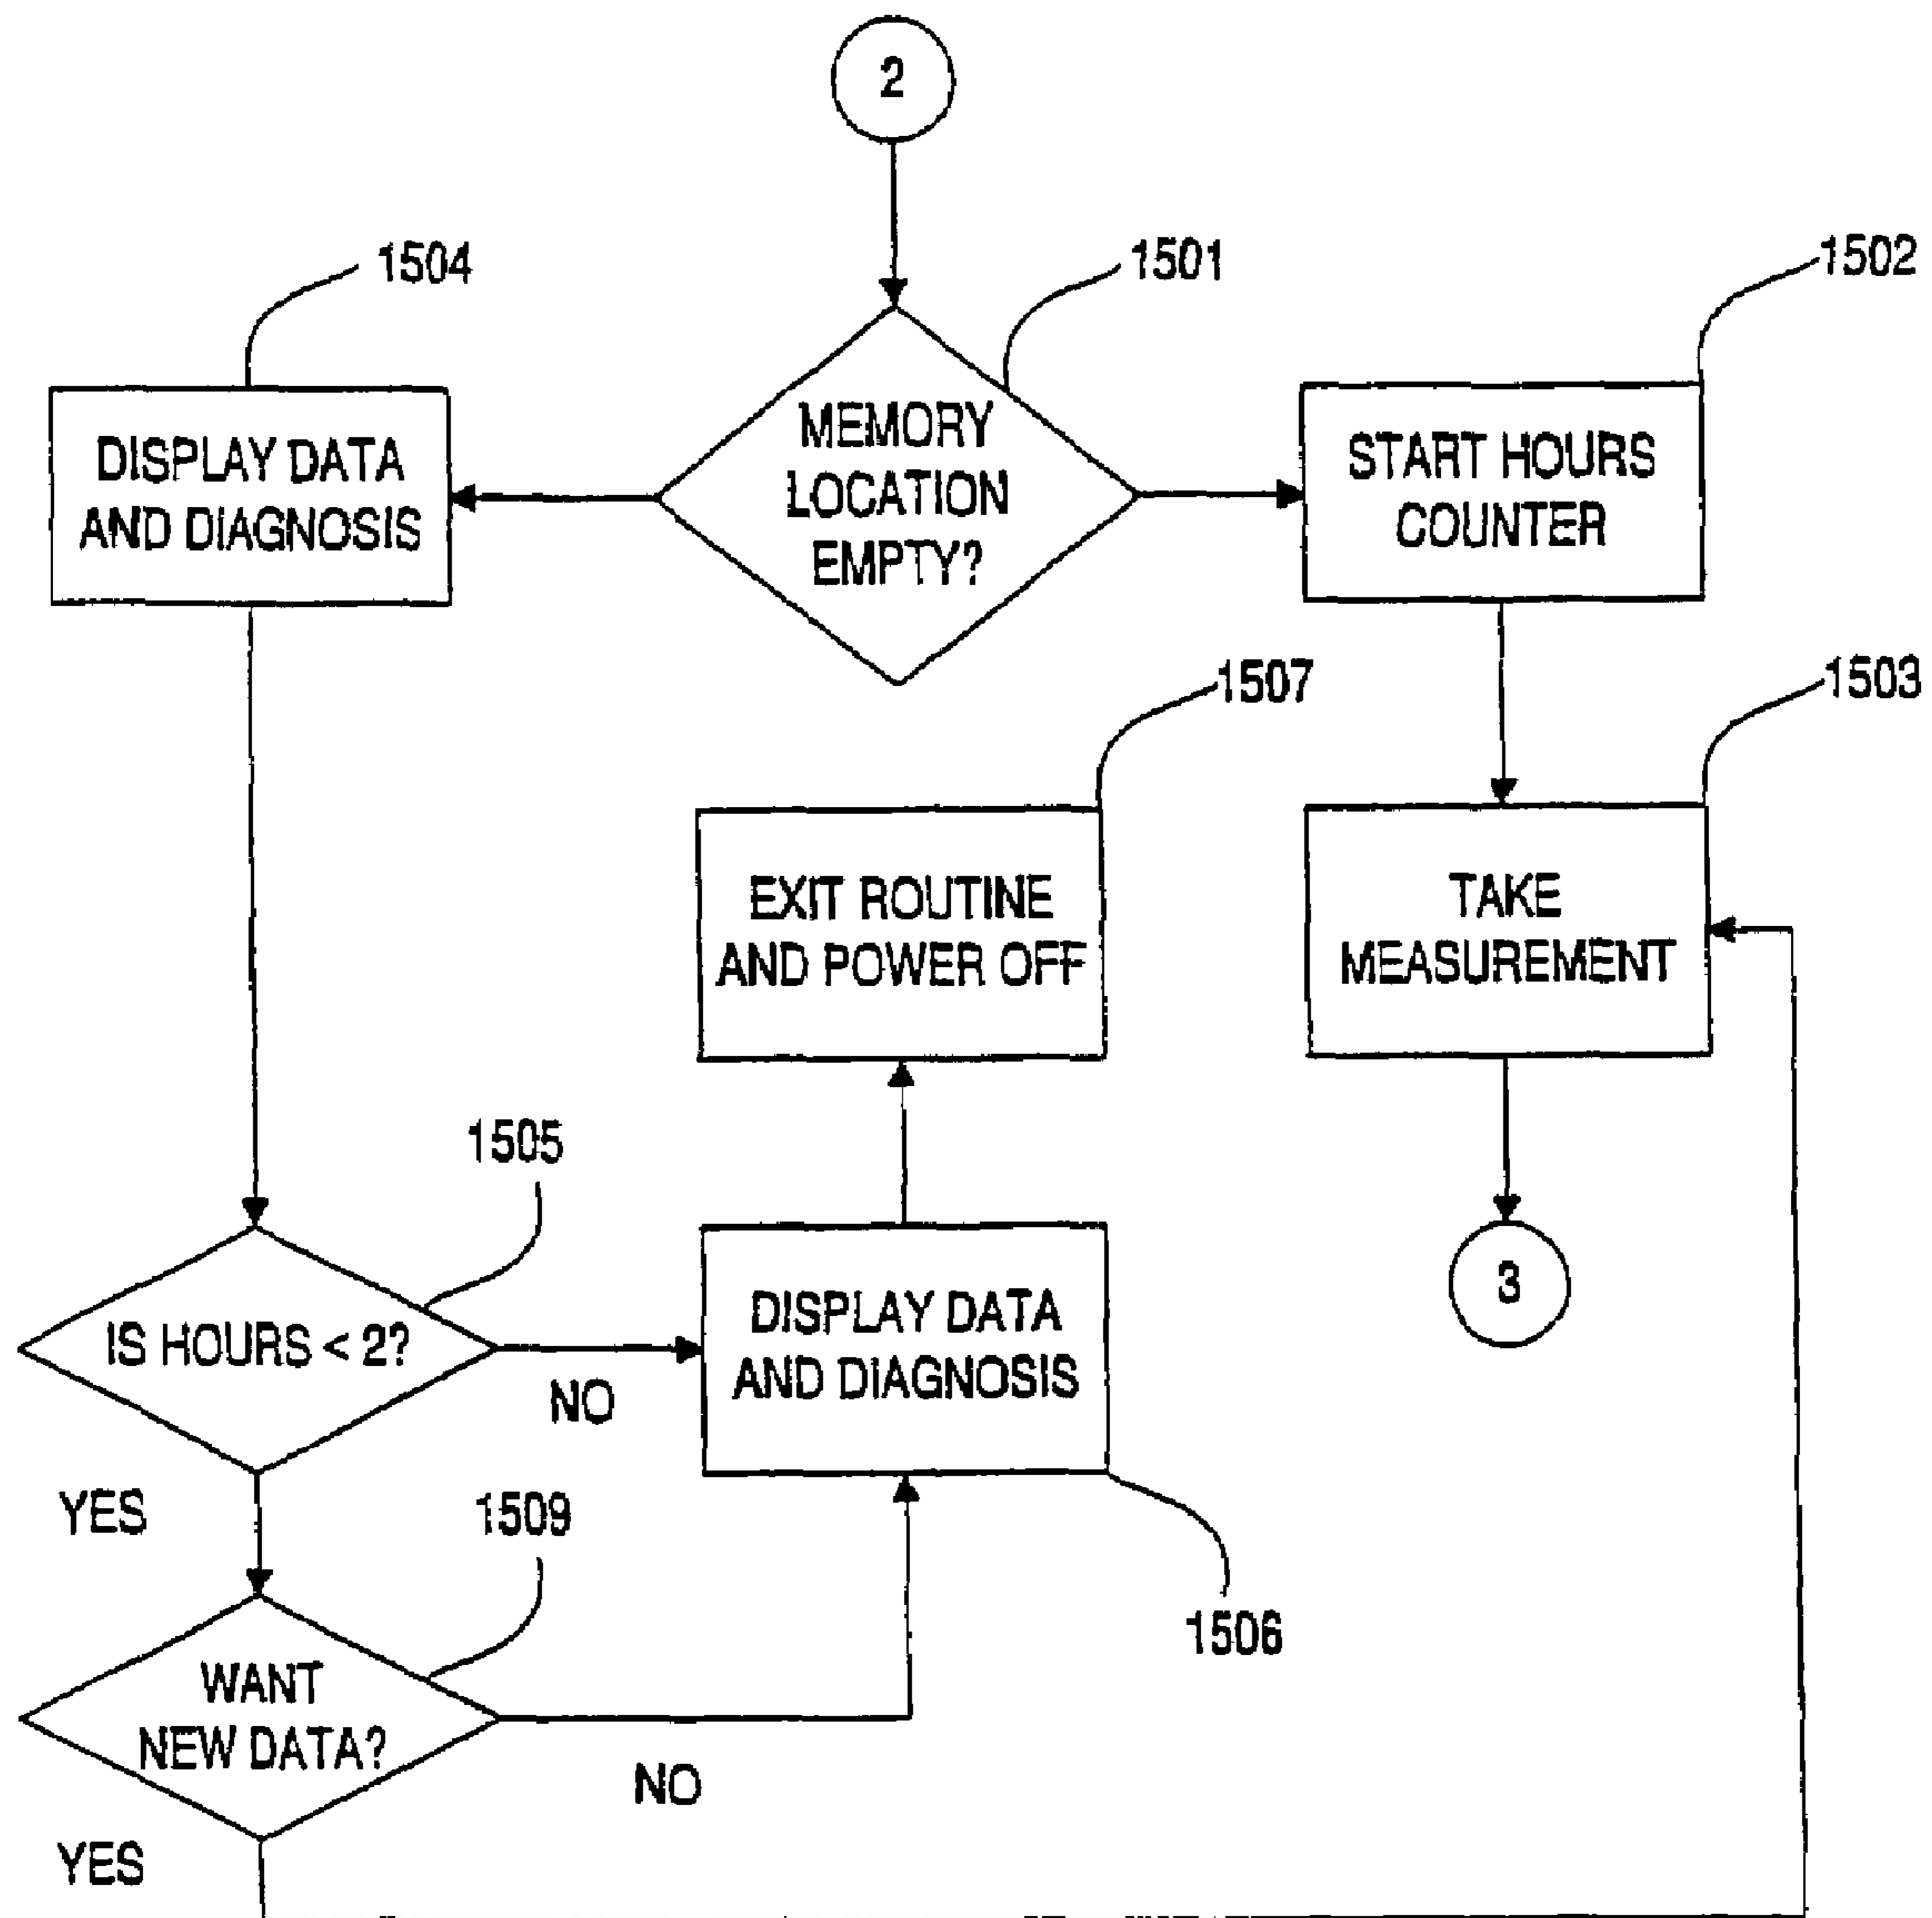 2
1504
1501
1502
DISPLAY DATA
AND DIAGNOSIS
MEMORY
LOCATION
EMPTY?
START HOURS
COUNTER
1507
1503
EXIT ROUTINE
AND POWER OFF
TAKE
MEASUREMENT
1505
IS HOURS < 2?
NO
DISPLAY DATA
AND DIAGNOSIS
3
YES
1509
1506
WANT
NEW DATA?
NO
YES